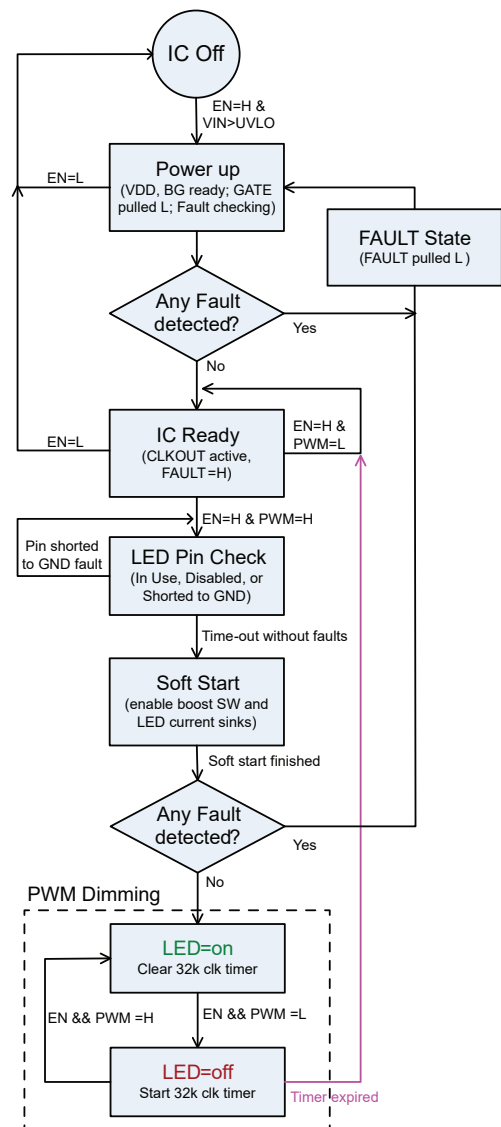 IC Off
EN=H &
VIN>UVLO
Power up
(VDD, BG ready; GATE
pulled L; Fault checking)
EN=L
FAULT State
(FAULT pulled L )
Any Fault
detected?
Yes
No
IC Ready
(CLKOUT active,
FAULT=H)
EN=L
EN=H &
PWM=L
EN=H & PWM=H
Pin shorted
to GND fault
LED Pin Check
(In Use, Disabled, or
Shorted to GND)
Time-out without faults
Soft Start
(enable boost SW and
LED current sinks)
Soft start finished
Any Fault
detected?
Yes
No
PWM Dimming
LED=on
Clear 32k clk timer
EN && PWM =H
EN && PWM =L
LED=off
Start 32k clk timer
Timer expired